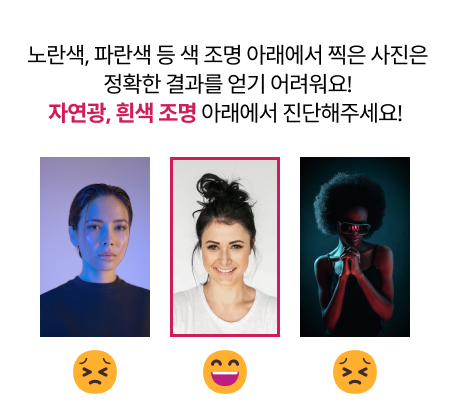 노란색, 파란색 등 색 조명 아래에서 찍은 사진은
정확한 결과를 얻기 어려워요!
자연광, 흰색 조명 아래에서 진단해주세요!